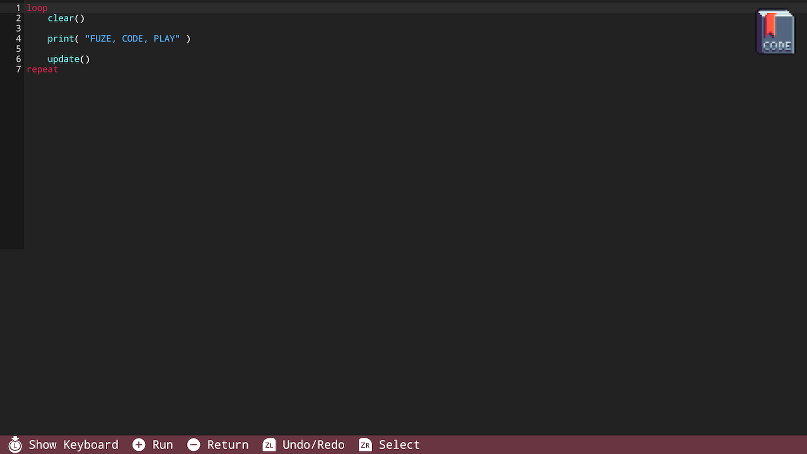 1 loop
2 clear()
3
4 print( "FUZE, CODE, PLAY" )
5
6 update()
7 repeat
CODE
L Show Keyboard + Run − Return ZL Undo/Redo ZR Select